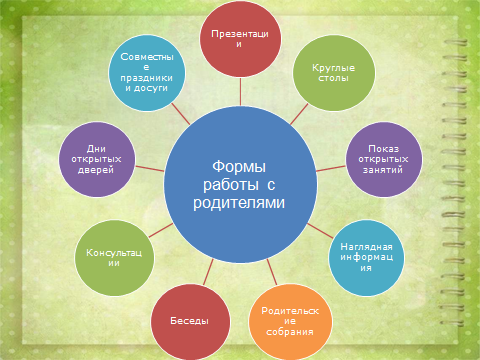 Презентаци
и
Круглые
столы
Показ
открытых
занятий
Наглядная
информац
ия
Родительск
ие
собрания
Беседы
Консультац
ии
Дни
открытых
дверей
Совместны
е
праздники
и досуги
Формы
работы с
родителями